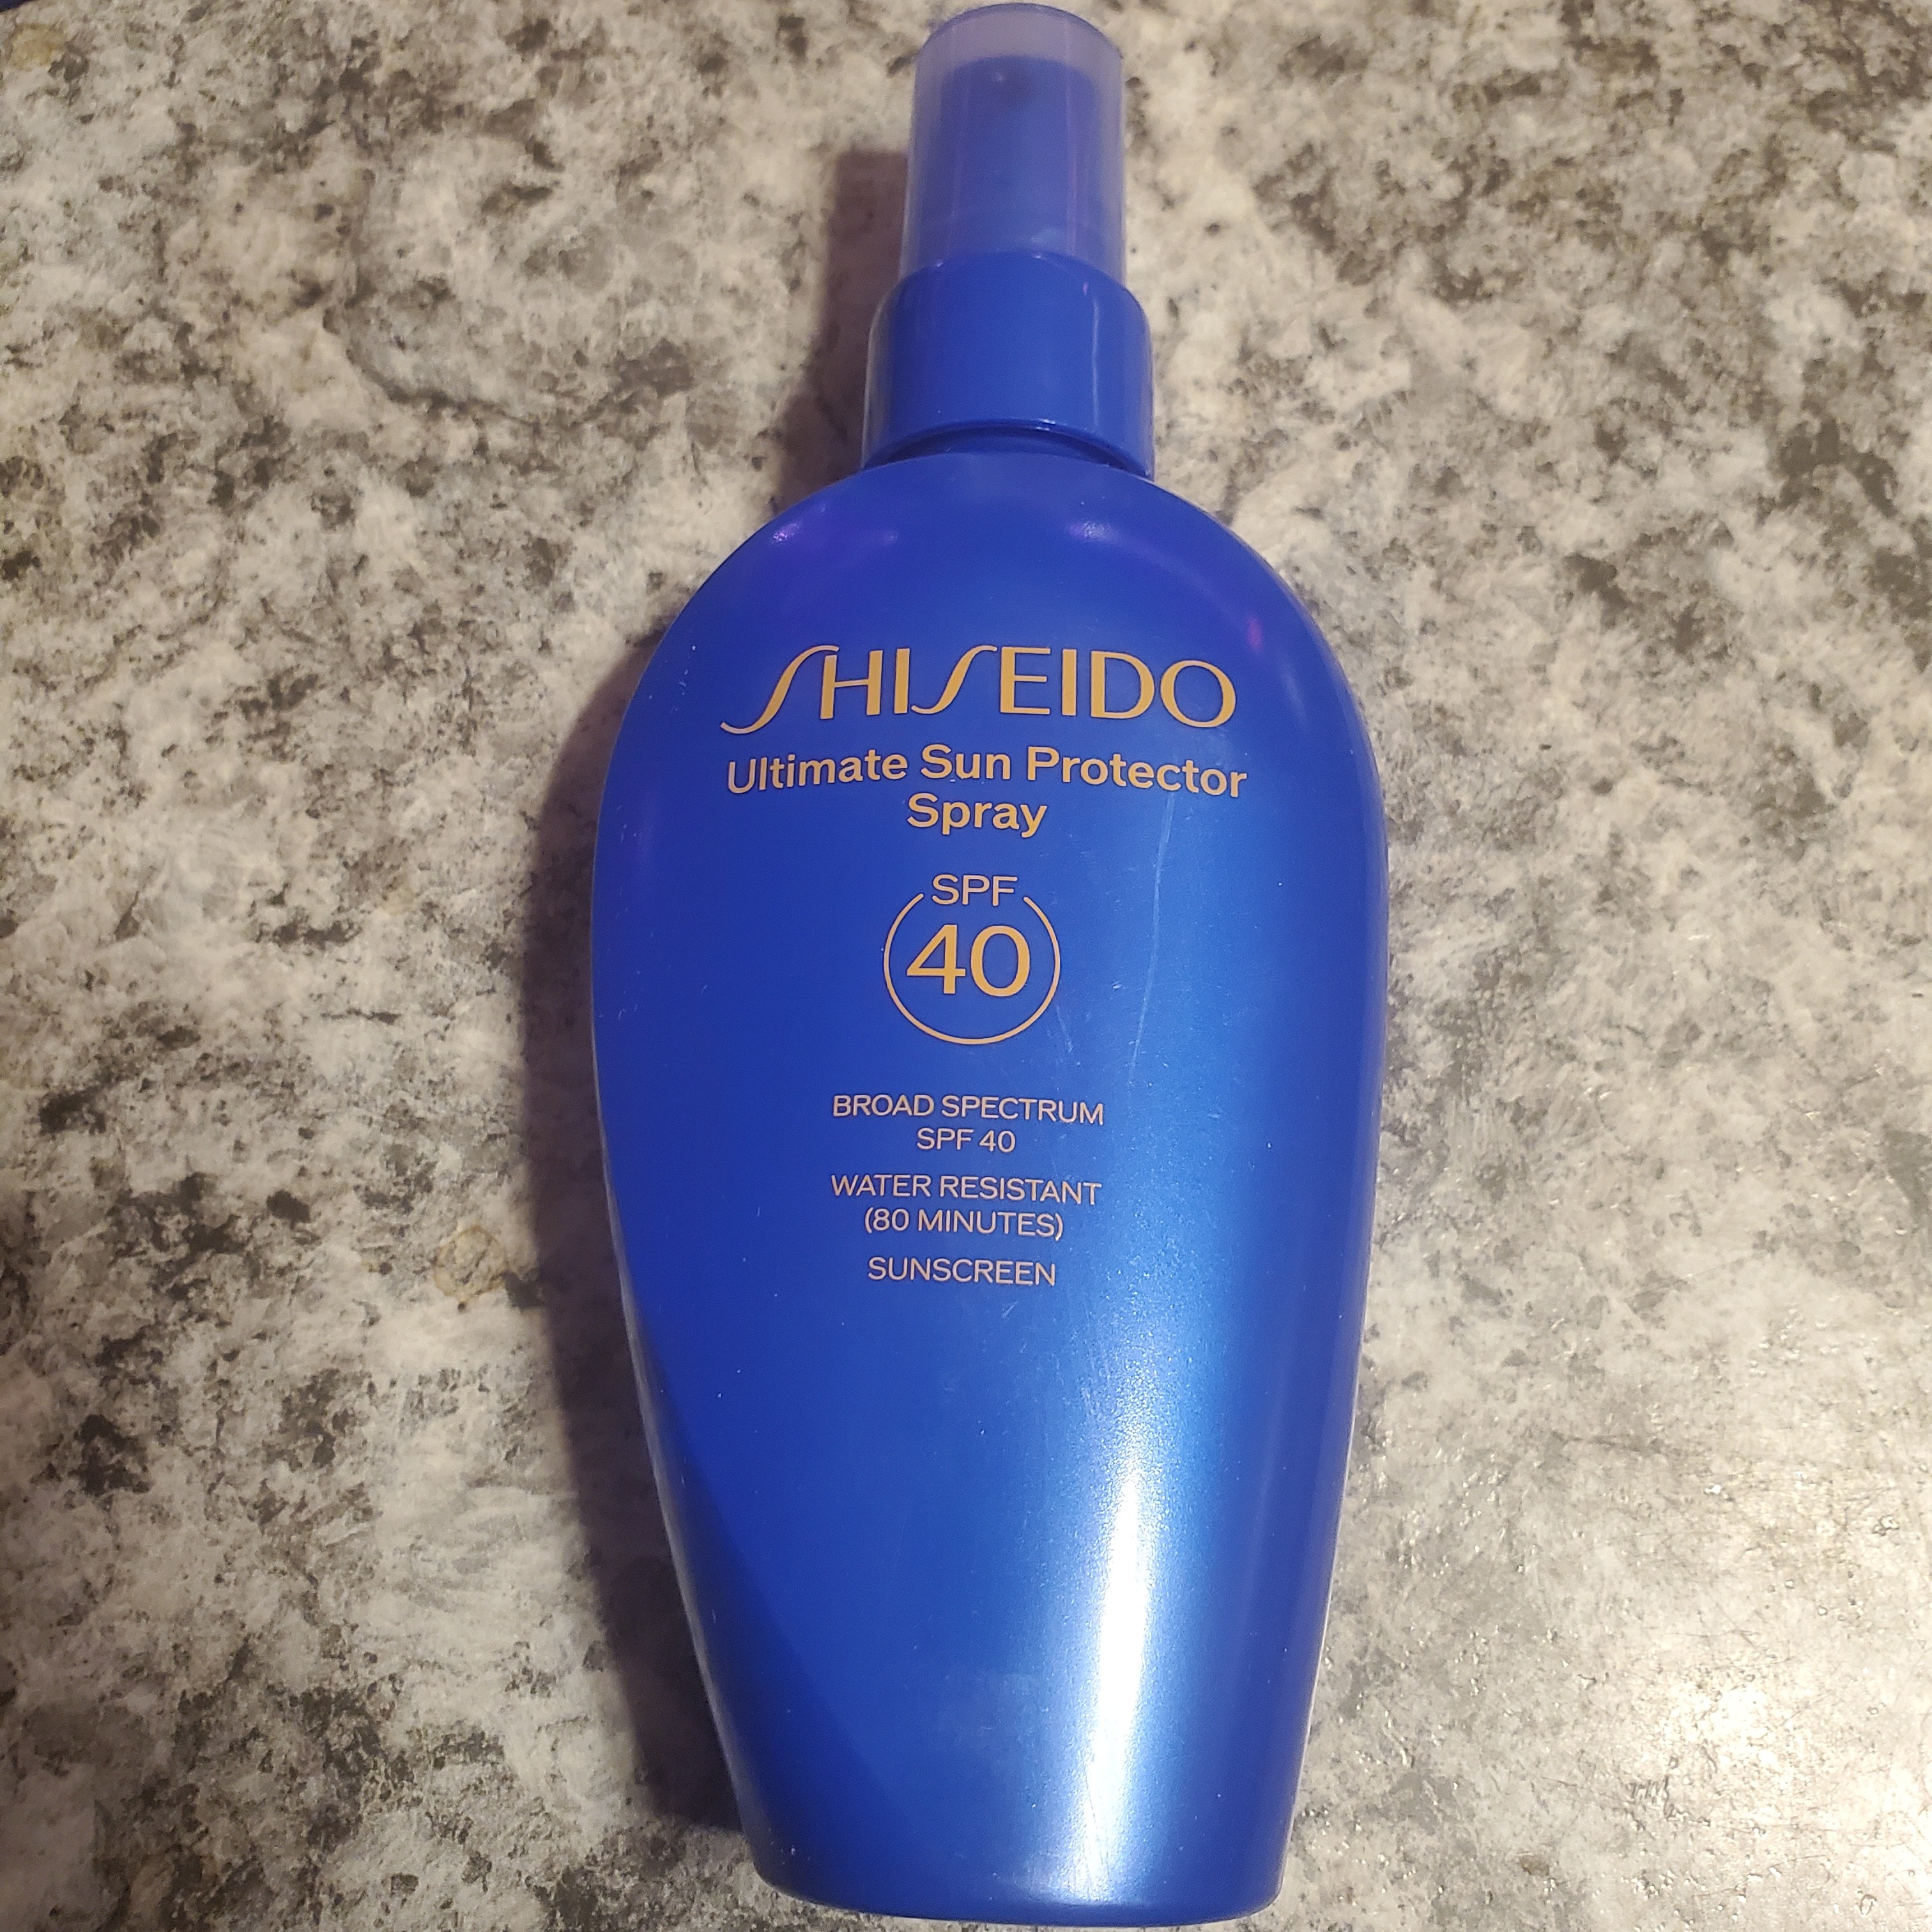 SHISEIDO
Ultimate Sun Protector
Spray
SPF
40
BROAD SPECTRUM
SPF 40
WATER RESISTANT
(80 MINUTES)
SUNSCREEN